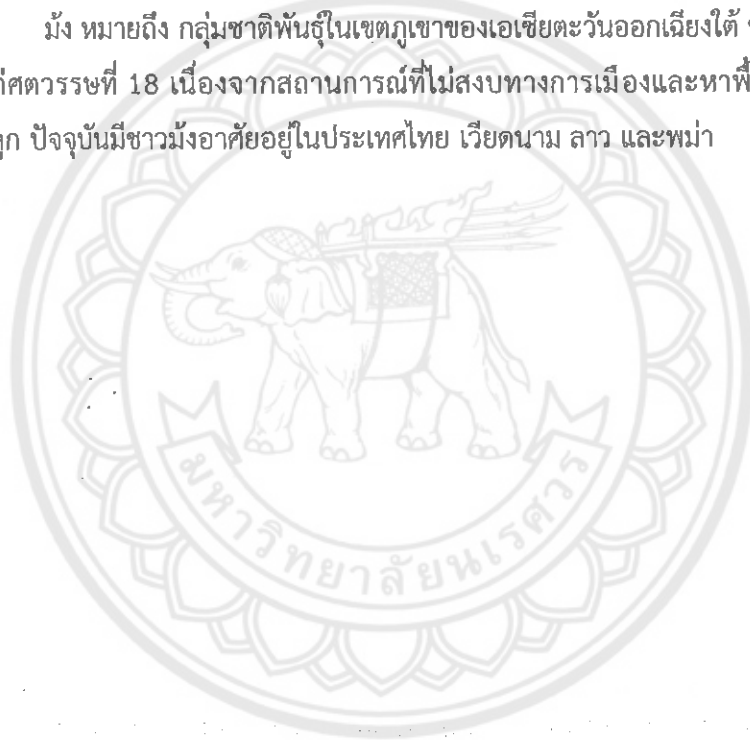 ม้ง หมายถึง กลุ่มชาติพันธุ์ในเขตภูเขาของเอเชียตะวันออกเฉียงใต้
ศตวรรษที่ 18 เนื่องจากสถานการณ์ที่ไม่สงบทางการเมืองและหาพื้
ปัจจุบันมีชาวม้งอาศัยอยู่ในประเทศไทย เวียดนาม ลาว และพม่า
มหาวิทยาลัยนเรศวร